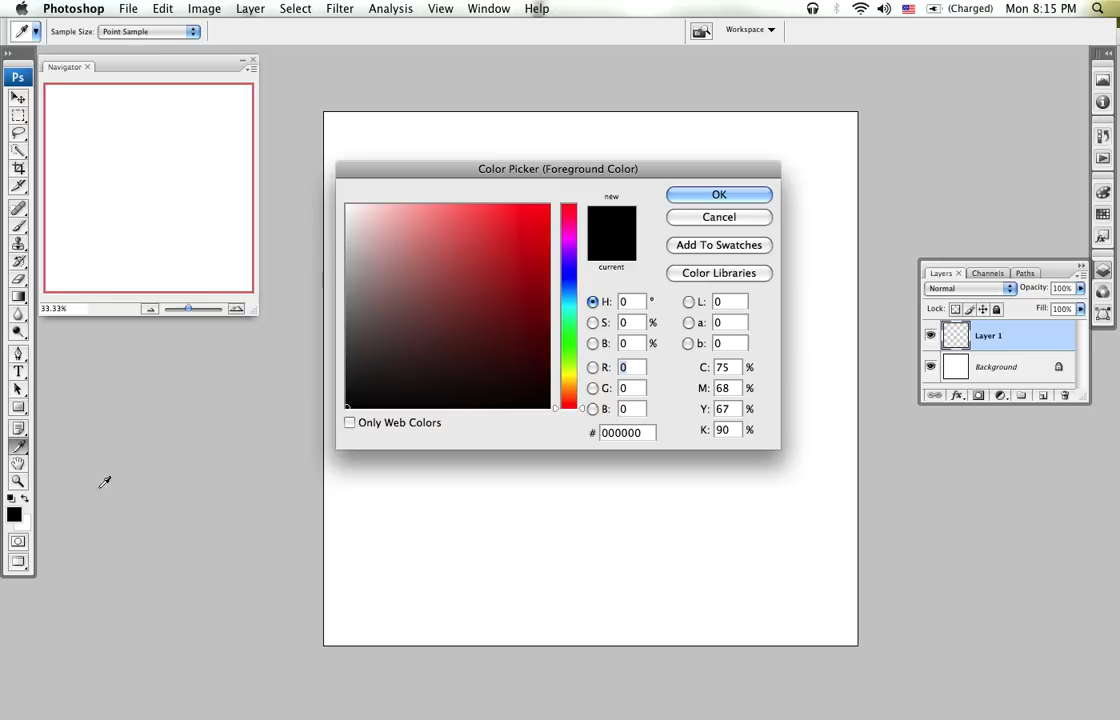 Photoshop File Edit Image Layer Select Filter Analysis View Window Help (Charged) Mon 8:15 PM
Sample Size: Point Sample Workspace
Ps
Navigator
33.33%
Color Picker (Foreground Color)
new
current
OK
Cancel
Add To Swatches
Color Libraries
H: 0 ° L: 0
S: 0 % a: 0
B: 0 % b: 0
R: 0 C: 75 %
G: 0 M: 68 %
B: 0 Y: 67 %
# 000000 K: 90 %
Only Web Colors
T
Layers Channels Paths
Normal Opacity: 100%
Lock: Fill: 100%
Layer 1
Background
fx